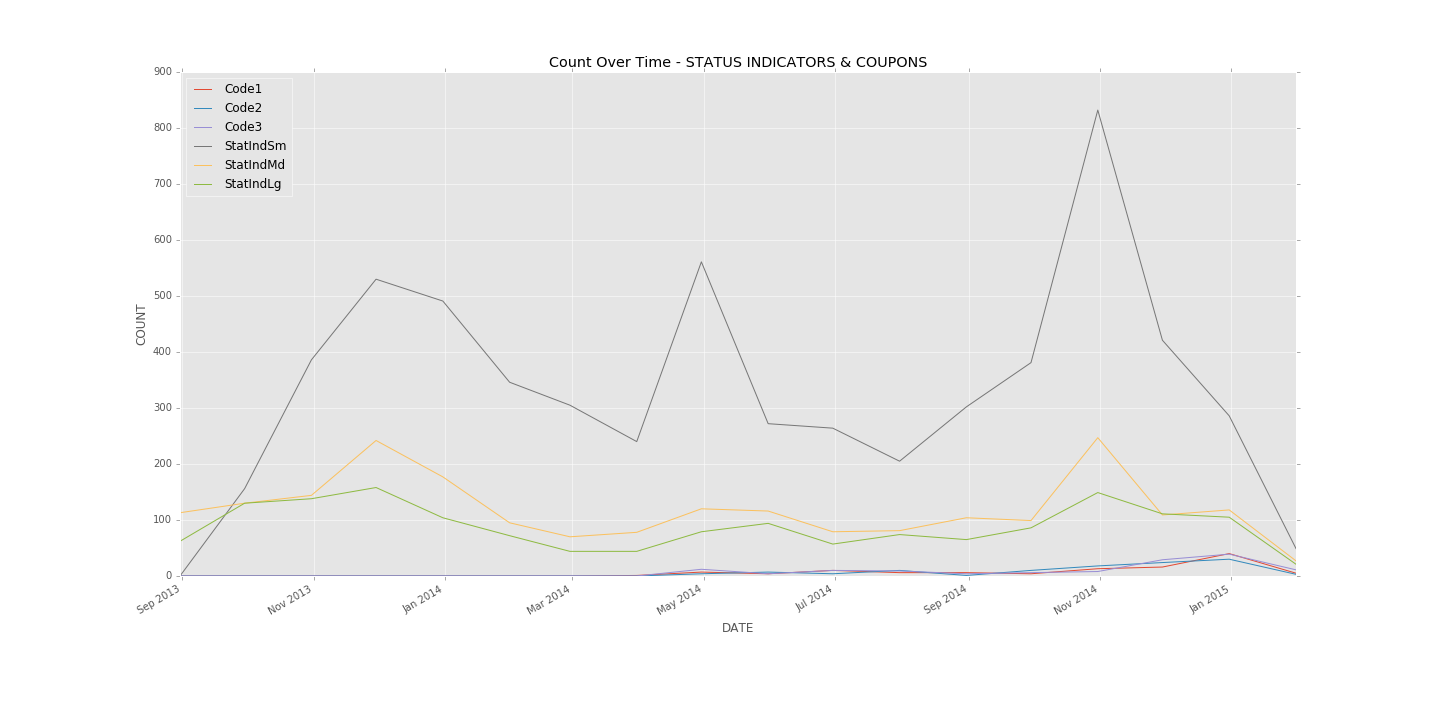 Count Over Time - STATUS INDICATORS & COUPONS
900
800
700
600
500
400
300
200
100
0
COUNT
Code1
Code2
Code3
StatIndSm
StatIndMd
StatIndLg
Sep 2013
Nov 2013
Jan 2014
Mar 2014
May 2014
Jul 2014
Sep 2014
Nov 2014
Jan 2015
DATE